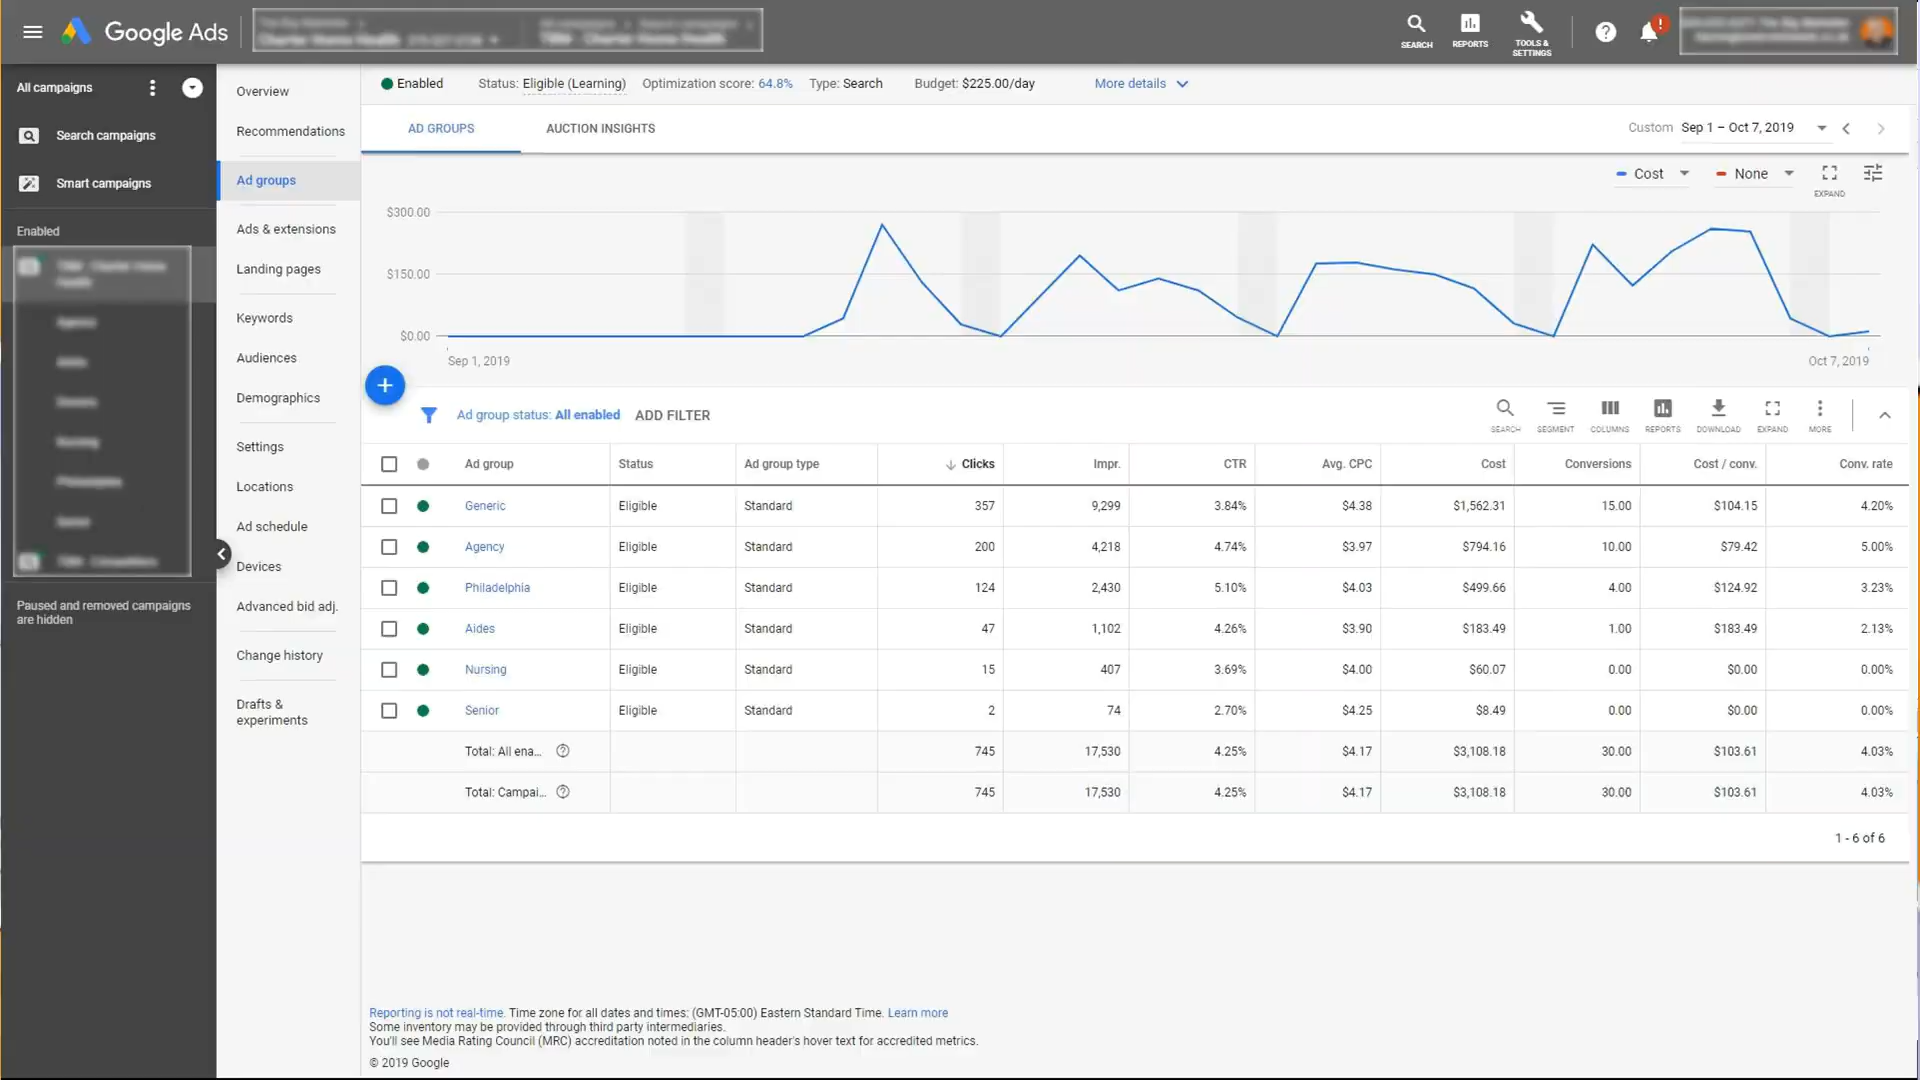 Google Ads
SEARCH
REPORTS
TOOLS & SETTINGS
All campaigns
Search campaigns
Smart campaigns
Enabled
Paused and removed campaigns
are hidden
Overview
Recommendations
Ad groups
Ads & extensions
Landing pages
Keywords
Audiences
Demographics
Settings
Locations
Ad schedule
Devices
Advanced bid adj.
Change history
Drafts &
experiments
Enabled Status: Eligible (Learning) Optimization score: 64.8% Type: Search Budget: $225.00/day More details
AD GROUPS AUCTION INSIGHTS Custom Sep 1 – Oct 7, 2019
Cost None EXPAND
$300.00
$150.00
$0.00
Sep 1, 2019 Oct 7, 2019
Ad group status: All enabled ADD FILTER SEARCH SEGMENT COLUMNS REPORTS DOWNLOAD EXPAND MORE
Ad group Status Ad group type Clicks Impr. CTR Avg. CPC Cost Conversions Cost / conv. Conv. rate
Generic Eligible Standard 357 9,299 3.84% $4.38 $1,562.31 15.00 $104.15 4.20%
Agency Eligible Standard 200 4,218 4.74% $3.97 $794.16 10.00 $79.42 5.00%
Philadelphia Eligible Standard 124 2,430 5.10% $4.03 $499.66 4.00 $124.92 3.23%
Aides Eligible Standard 47 1,102 4.26% $3.90 $183.49 1.00 $183.49 2.13%
Nursing Eligible Standard 15 407 3.69% $4.00 $60.07 0.00 $0.00 0.00%
Senior Eligible Standard 2 74 2.70% $4.25 $8.49 0.00 $0.00 0.00%
Total: All ena... 745 17,530 4.25% $4.17 $3,108.18 30.00 $103.61 4.03%
Total: Campai... 745 17,530 4.25% $4.17 $3,108.18 30.00 $103.61 4.03%
1 - 6 of 6
Reporting is not real-time. Time zone for all dates and times: (GMT-05:00) Eastern Standard Time. Learn more
Some inventory may be provided through third party intermediaries.
You'll see Media Rating Council (MRC) accreditation noted in the column header's hover text for accredited metrics.
© 2019 Google